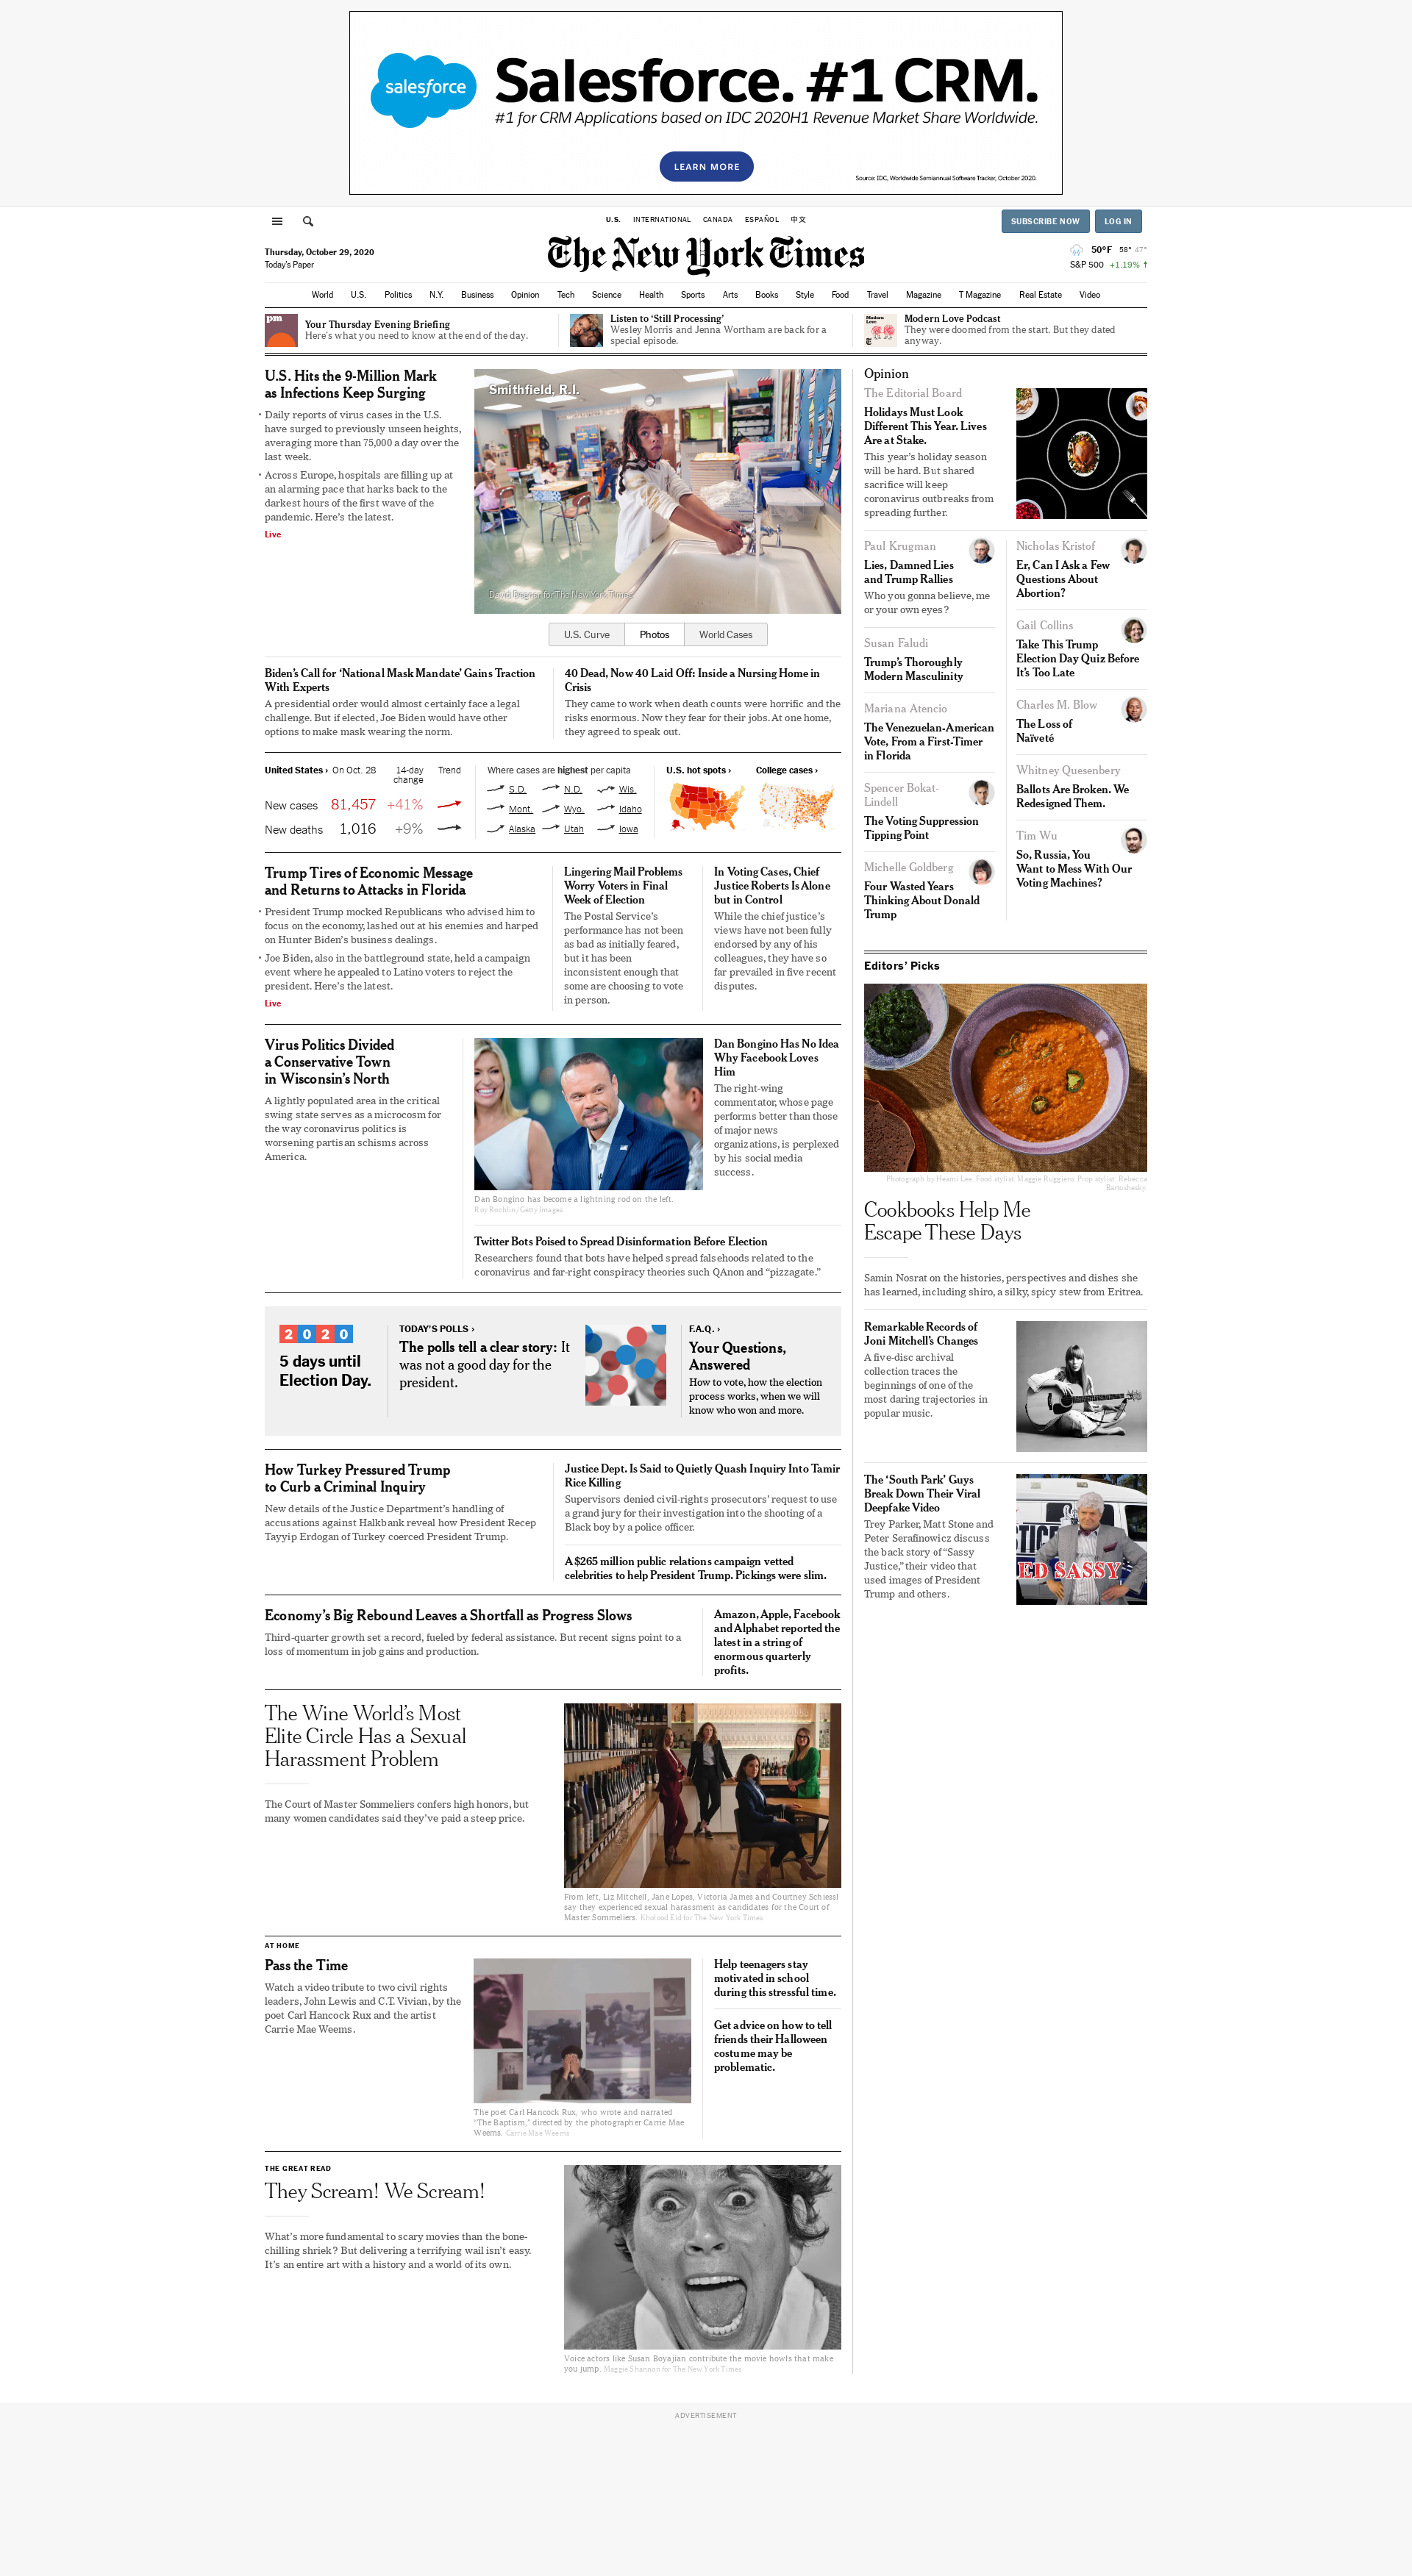 salesforce
Salesforce. #1 CRM.
#1 for CRM Applications based on IDC 2020H1 Revenue Market Share Worldwide.
LEARN MORE
Source: IDC, Worldwide Semiannual Software Tracker, October 2020.
U.S. INTERNATIONAL CANADA ESPAÑOL 中文
SUBSCRIBE NOW LOG IN
Thursday, October 29, 2020
Today's Paper
The New York Times
50°F 58° 47°
S&P 500 +1.19% ↑
World U.S. Politics N.Y. Business Opinion Tech Science Health Sports Arts Books Style Food Travel Magazine T Magazine Real Estate Video
pm
Your Thursday Evening Briefing
Here's what you need to know at the end of the day.
Listen to ‘Still Processing’
Wesley Morris and Jenna Wortham are back for a
special episode.
Modern Love
Modern Love Podcast
They were doomed from the start. But they dated
anyway.
U.S. Hits the 9-Million Mark
as Infections Keep Surging
• Daily reports of virus cases in the U.S.
have surged to previously unseen heights,
averaging more than 75,000 a day over the
last week.
• Across Europe, hospitals are filling up at
an alarming pace that harks back to the
darkest hours of the first wave of the
pandemic. Here’s the latest.
Live
Smithfield, R.I.
David Degner for The New York Times
U.S. Curve Photos World Cases
Biden’s Call for ‘National Mask Mandate’ Gains Traction
With Experts
A presidential order would almost certainly face a legal
challenge. But if elected, Joe Biden would have other
options to make mask wearing the norm.
40 Dead, Now 40 Laid Off: Inside a Nursing Home in
Crisis
They came to work when death counts were horrific and the
risks enormous. Now they fear for their jobs. At one home,
they agreed to speak out.
United States › On Oct. 28 14-day
change Trend
New cases 81,457 +41%
New deaths 1,016 +9%
Where cases are highest per capita
S.D. N.D. Wis.
Mont. Wyo. Idaho
Alaska Utah Iowa
U.S. hot spots › College cases ›
Trump Tires of Economic Message
and Returns to Attacks in Florida
• President Trump mocked Republicans who advised him to
focus on the economy, lashed out at his enemies and harped
on Hunter Biden’s business dealings.
• Joe Biden, also in the battleground state, held a campaign
event where he appealed to Latino voters to reject the
president. Here’s the latest.
Live
Lingering Mail Problems
Worry Voters in Final
Week of Election
The Postal Service’s
performance has not been
as bad as initially feared,
but it has been
inconsistent enough that
some are choosing to vote
in person.
In Voting Cases, Chief
Justice Roberts Is Alone
but in Control
While the chief justice’s
views have not been fully
endorsed by any of his
colleagues, they have so
far prevailed in five recent
disputes.
Virus Politics Divided
a Conservative Town
in Wisconsin’s North
A lightly populated area in the critical
swing state serves as a microcosm for
the way coronavirus politics is
worsening partisan schisms across
America.
Dan Bongino has become a lightning rod on the left.
Roy Rochlin/Getty Images
Dan Bongino Has No Idea
Why Facebook Loves
Him
The right-wing
commentator, whose page
performs better than those
of major news
organizations, is perplexed
by his social media
success.
Twitter Bots Poised to Spread Disinformation Before Election
Researchers found that bots have helped spread falsehoods related to the
coronavirus and far-right conspiracy theories such QAnon and “pizzagate.”
2020
5 days until
Election Day.
TODAY’S POLLS ›
The polls tell a clear story: It
was not a good day for the
president.
F.A.Q. ›
Your Questions,
Answered
How to vote, how the election
process works, when we will
know who won and more.
How Turkey Pressured Trump
to Curb a Criminal Inquiry
New details of the Justice Department’s handling of
accusations against Halkbank reveal how President Recep
Tayyip Erdogan of Turkey coerced President Trump.
Justice Dept. Is Said to Quietly Quash Inquiry Into Tamir
Rice Killing
Supervisors denied civil-rights prosecutors’ request to use
a grand jury for their investigation into the shooting of a
Black boy by a police officer.
A $265 million public relations campaign vetted
celebrities to help President Trump. Pickings were slim.
Economy’s Big Rebound Leaves a Shortfall as Progress Slows
Third-quarter growth set a record, fueled by federal assistance. But recent signs point to a
loss of momentum in job gains and production.
Amazon, Apple, Facebook
and Alphabet reported the
latest in a string of
enormous quarterly
profits.
The Wine World’s Most
Elite Circle Has a Sexual
Harassment Problem
The Court of Master Sommeliers confers high honors, but
many women candidates said they’ve paid a steep price.
From left, Liz Mitchell, Jane Lopes, Victoria James and Courtney Schiessl
say they experienced sexual harassment as candidates for the Court of
Master Sommeliers. Kholood Eid for The New York Times
AT HOME
Pass the Time
Watch a video tribute to two civil rights
leaders, John Lewis and C.T. Vivian, by the
poet Carl Hancock Rux and the artist
Carrie Mae Weems.
The poet Carl Hancock Rux, who wrote and narrated
“The Baptism,” directed by the photographer Carrie Mae
Weems. Carrie Mae Weems
Help teenagers stay
motivated in school
during this stressful time.
Get advice on how to tell
friends their Halloween
costume may be
problematic.
THE GREAT READ
They Scream! We Scream!
What’s more fundamental to scary movies than the bone-
chilling shriek? But delivering a terrifying wail isn’t easy.
It’s an entire art with a history and a world of its own.
Voice actors like Susan Boyajian contribute the movie howls that make
you jump. Maggie Shannon for The New York Times
Opinion
The Editorial Board
Holidays Must Look
Different This Year. Lives
Are at Stake.
This year’s holiday season
will be hard. But shared
sacrifice will keep
coronavirus outbreaks from
spreading further.
Paul Krugman
Lies, Damned Lies
and Trump Rallies
Who you gonna believe, me
or your own eyes?
Susan Faludi
Trump’s Thoroughly
Modern Masculinity
Mariana Atencio
The Venezuelan-American
Vote, From a First-Timer
in Florida
Spencer Bokat-
Lindell
The Voting Suppression
Tipping Point
Michelle Goldberg
Four Wasted Years
Thinking About Donald
Trump
Nicholas Kristof
Er, Can I Ask a Few
Questions About
Abortion?
Gail Collins
Take This Trump
Election Day Quiz Before
It’s Too Late
Charles M. Blow
The Loss of
Naïveté
Whitney Quesenbery
Ballots Are Broken. We
Redesigned Them.
Tim Wu
So, Russia, You
Want to Mess With Our
Voting Machines?
Editors’ Picks
Photograph by Heami Lee. Food stylist: Maggie Ruggiero. Prop stylist: Rebecca
Bartoshesky.
Cookbooks Help Me
Escape These Days
Samin Nosrat on the histories, perspectives and dishes she
has learned, including shiro, a silky, spicy stew from Eritrea.
Remarkable Records of
Joni Mitchell’s Changes
A five-disc archival
collection traces the
beginnings of one of the
most daring trajectories in
popular music.
The ‘South Park’ Guys
Break Down Their Viral
Deepfake Video
Trey Parker, Matt Stone and
Peter Serafinowicz discuss
the back story of “Sassy
Justice,” their video that
used images of President
Trump and others.
ED SASSY
ADVERTISEMENT